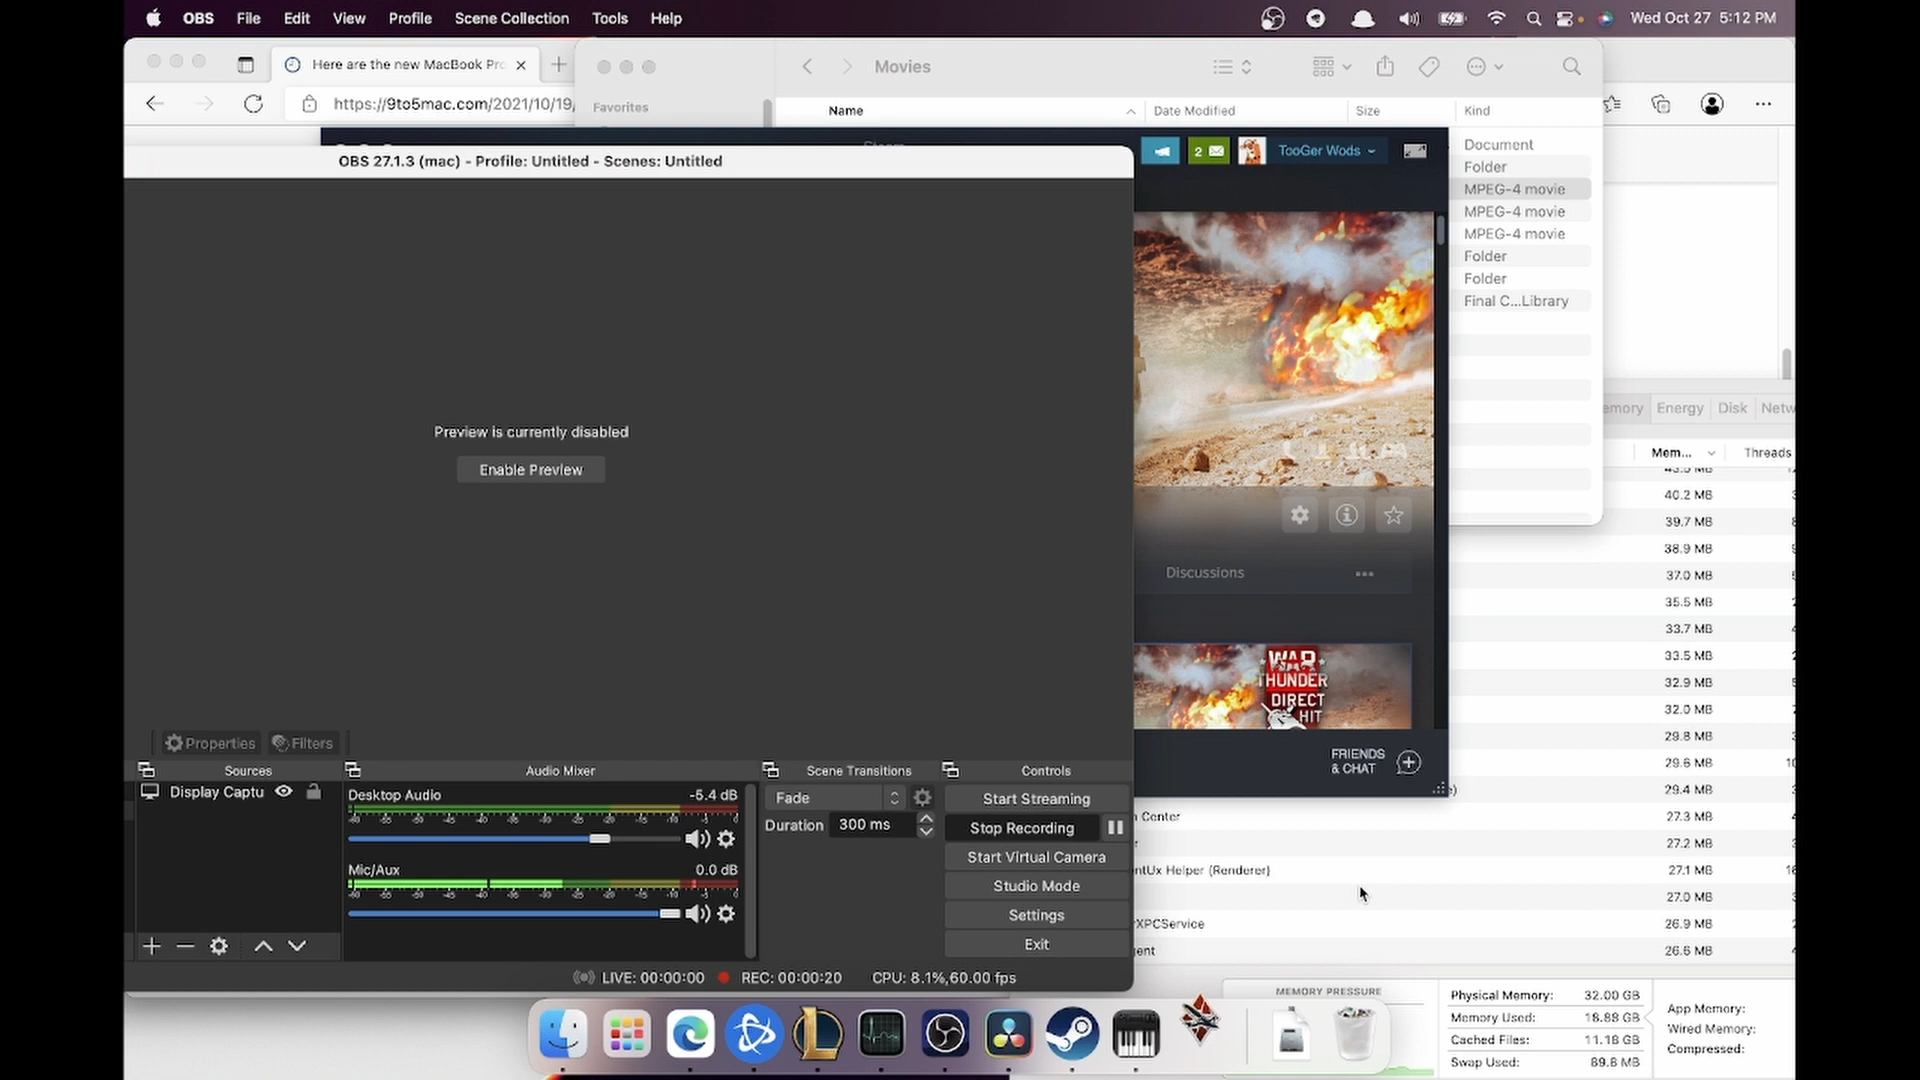 OBS File Edit View Profile Scene Collection Tools Help
Wed Oct 27 5:12 PM
Here are the new MacBook Pro
https://9to5mac.com/2021/10/19/
Favorites
Movies
Name Date Modified Size Kind
Document
Folder
MPEG-4 movie
MPEG-4 movie
MPEG-4 movie
Folder
Folder
Final C...Library
OBS 27.1.3 (mac) - Profile: Untitled - Scenes: Untitled
2 TooGer Wods
Preview is currently disabled
Enable Preview
Discussions
WAR
THUNDER
DIRECT
HIT
FRIENDS
& CHAT
Energy Disk
Mem... Threads
40.2 MB
39.7 MB
38.9 MB
37.0 MB
35.5 MB
33.7 MB
33.5 MB
32.9 MB
32.0 MB
29.8 MB
29.6 MB
29.4 MB
Center 27.3 MB
27.2 MB
ntUx Helper (Renderer) 27.1 MB
27.0 MB
XPCService 26.9 MB
ent 26.6 MB
Properties Filters
Sources
Display Captu
Audio Mixer
Desktop Audio -5.4 dB
Mic/Aux 0.0 dB
Scene Transitions
Fade
Duration 300 ms
Controls
Start Streaming
Stop Recording
Start Virtual Camera
Studio Mode
Settings
Exit
LIVE: 00:00:00 REC: 00:00:20 CPU: 8.1%,60.00 fps
MEMORY PRESSURE
Physical Memory: 32.00 GB
Memory Used: 18.88 GB
Cached Files: 11.18 GB
Swap Used: 89.8 MB
App Memory:
Wired Memory:
Compressed: